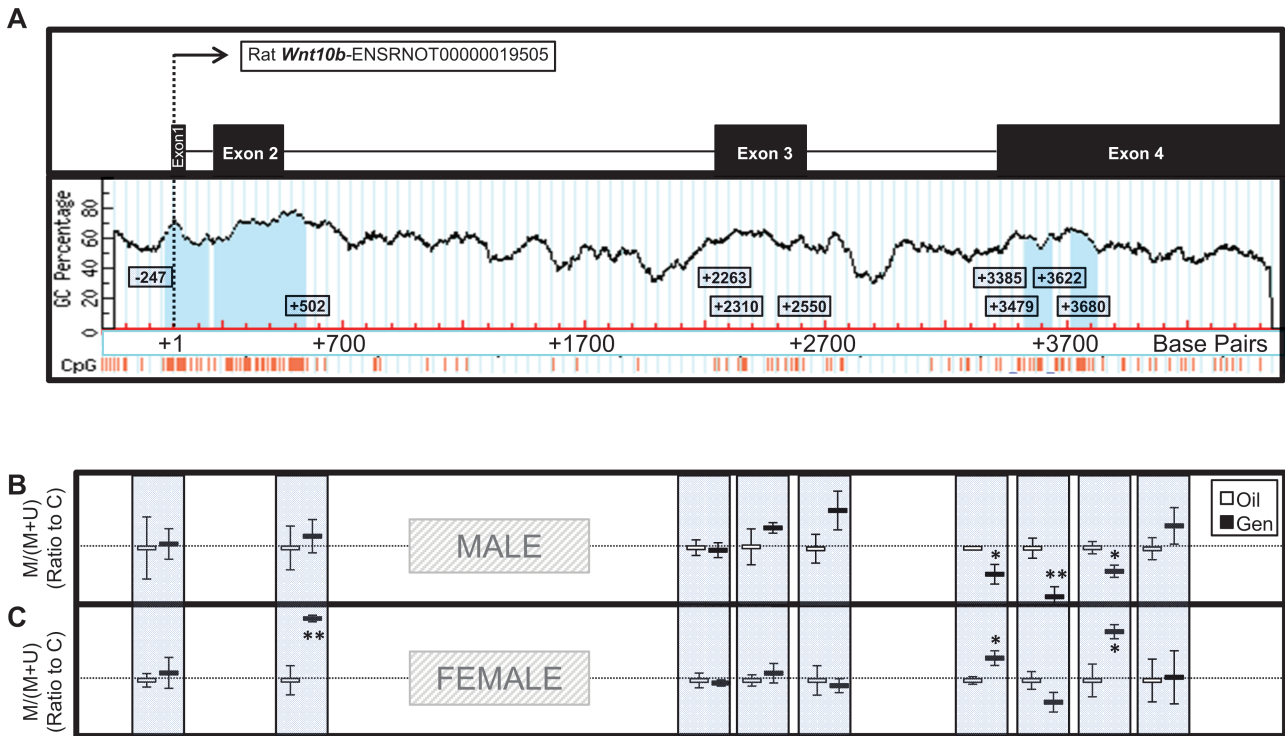 A
Rat Wnt10b-ENSRNOT00000019505
Exon1
Exon 2
Exon 3
Exon 4
GC Percentage
80
60
40
20
0
-247
+502
+2263
+2310
+2550
+3385
+3479
+3622
+3680
+1
+700
+1700
+2700
+3700
Base Pairs
CpG
B
M/(M+U)
(Ratio to C)
MALE
*
**
*
Oil
Gen
C
M/(M+U)
(Ratio to C)
**
FEMALE
*
*